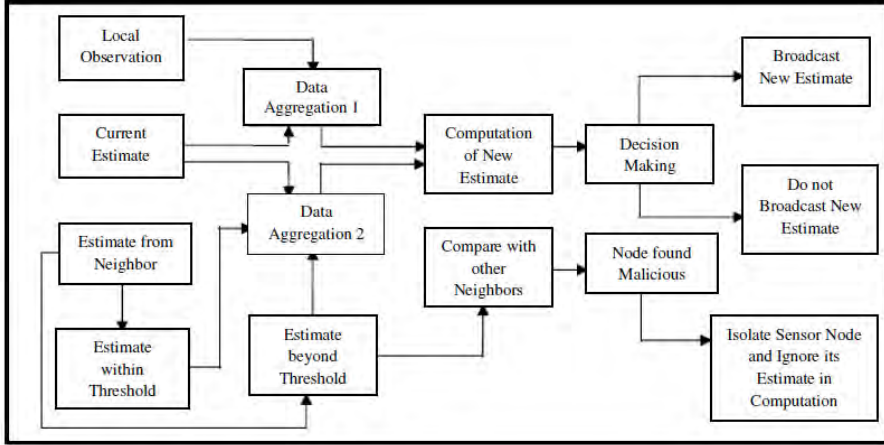 Local
Observation
Data
Aggregation 1
Broadcast
New Estimate
Current
Estimate
Computation
of New
Estimate
Decision
Making
Data
Aggregation 2
Do not
Broadcast New
Estimate
Estimate from
Neighbor
Compare with
other
Neighbors
Node found
Malicious
Estimate
within
Threshold
Estimate
beyond
Threshold
Isolate Sensor Node
and Ignore its
Estimate in
Computation